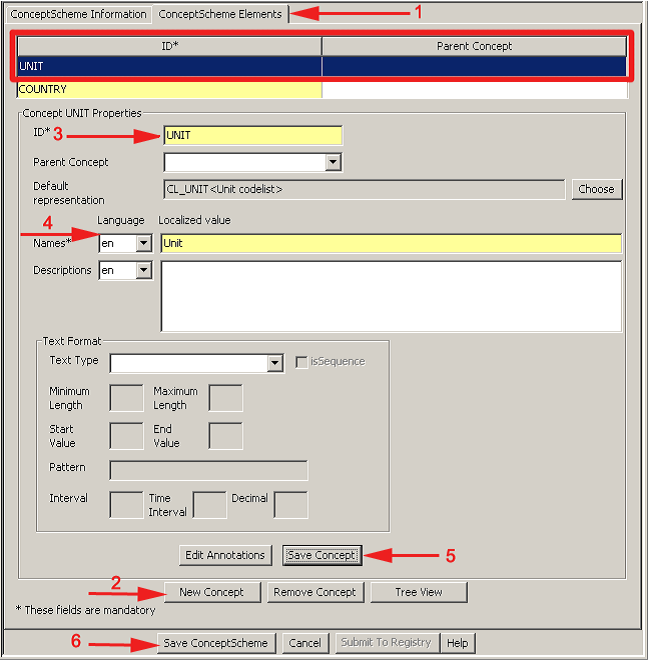 ConceptScheme Information ConceptScheme Elements 1
ID* Parent Concept
UNIT
COUNTRY
Concept UNIT Properties
ID* 3 UNIT
Parent Concept
Default representation CL_UNIT<Unit codelist> Choose
4 Language Localized value
Names* en Unit
Descriptions en
Text Format
Text Type isSequence
Minimum Length Maximum Length
Start Value End Value
Pattern
Interval Time Interval Decimal
Edit Annotations Save Concept 5
2 New Concept Remove Concept Tree View
* These fields are mandatory
6 Save ConceptScheme Cancel Submit To Registry Help